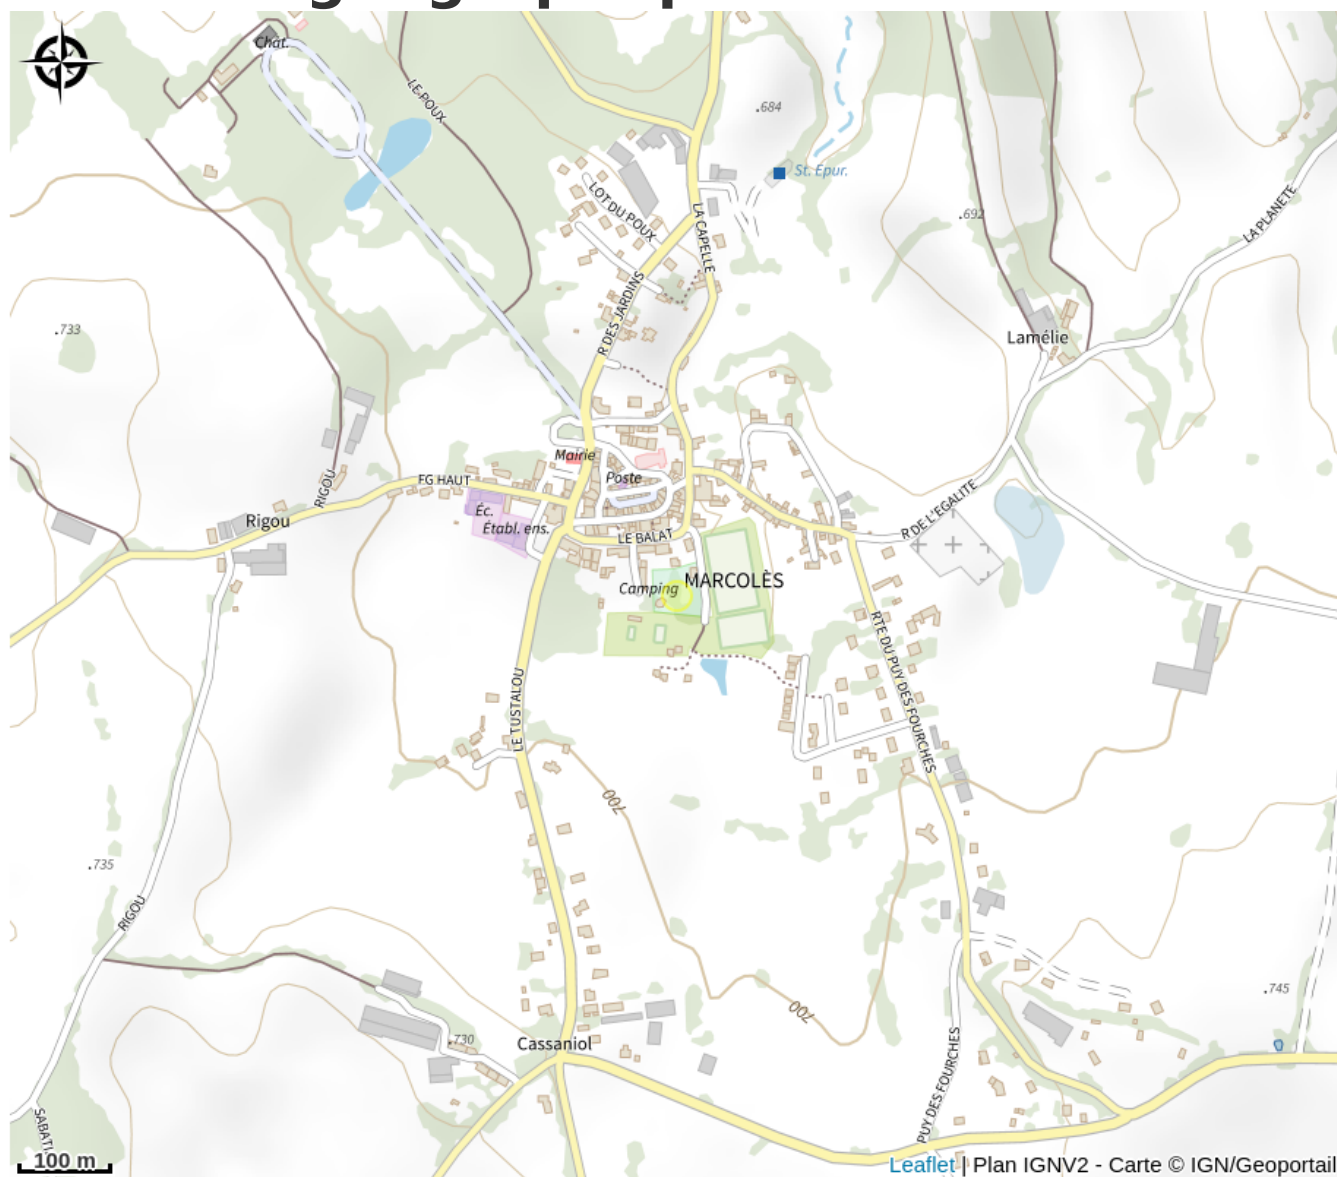 Chât.
LE POUX
.684
St. Epur.
LOT DU POUX
LA CAPELLE
.692
LA PLANETE
R DES JARDINS
.733
Lamélie
Mairie
Poste
FG HAUT
RIGOU
Rigou
Éc.
Établ. ens.
LE BALAT
R DE L'EGALITE
Camping
MARCOLÈS
RTE DU PUY DES FOURCHES
LE TUSTALOU
700
.735
RIGOU
700
.745
.730
Cassaniol
PUY DES FOURCHES
SABATI
100 m
Leaflet | Plan IGNV2 - Carte © IGN/Geoportail